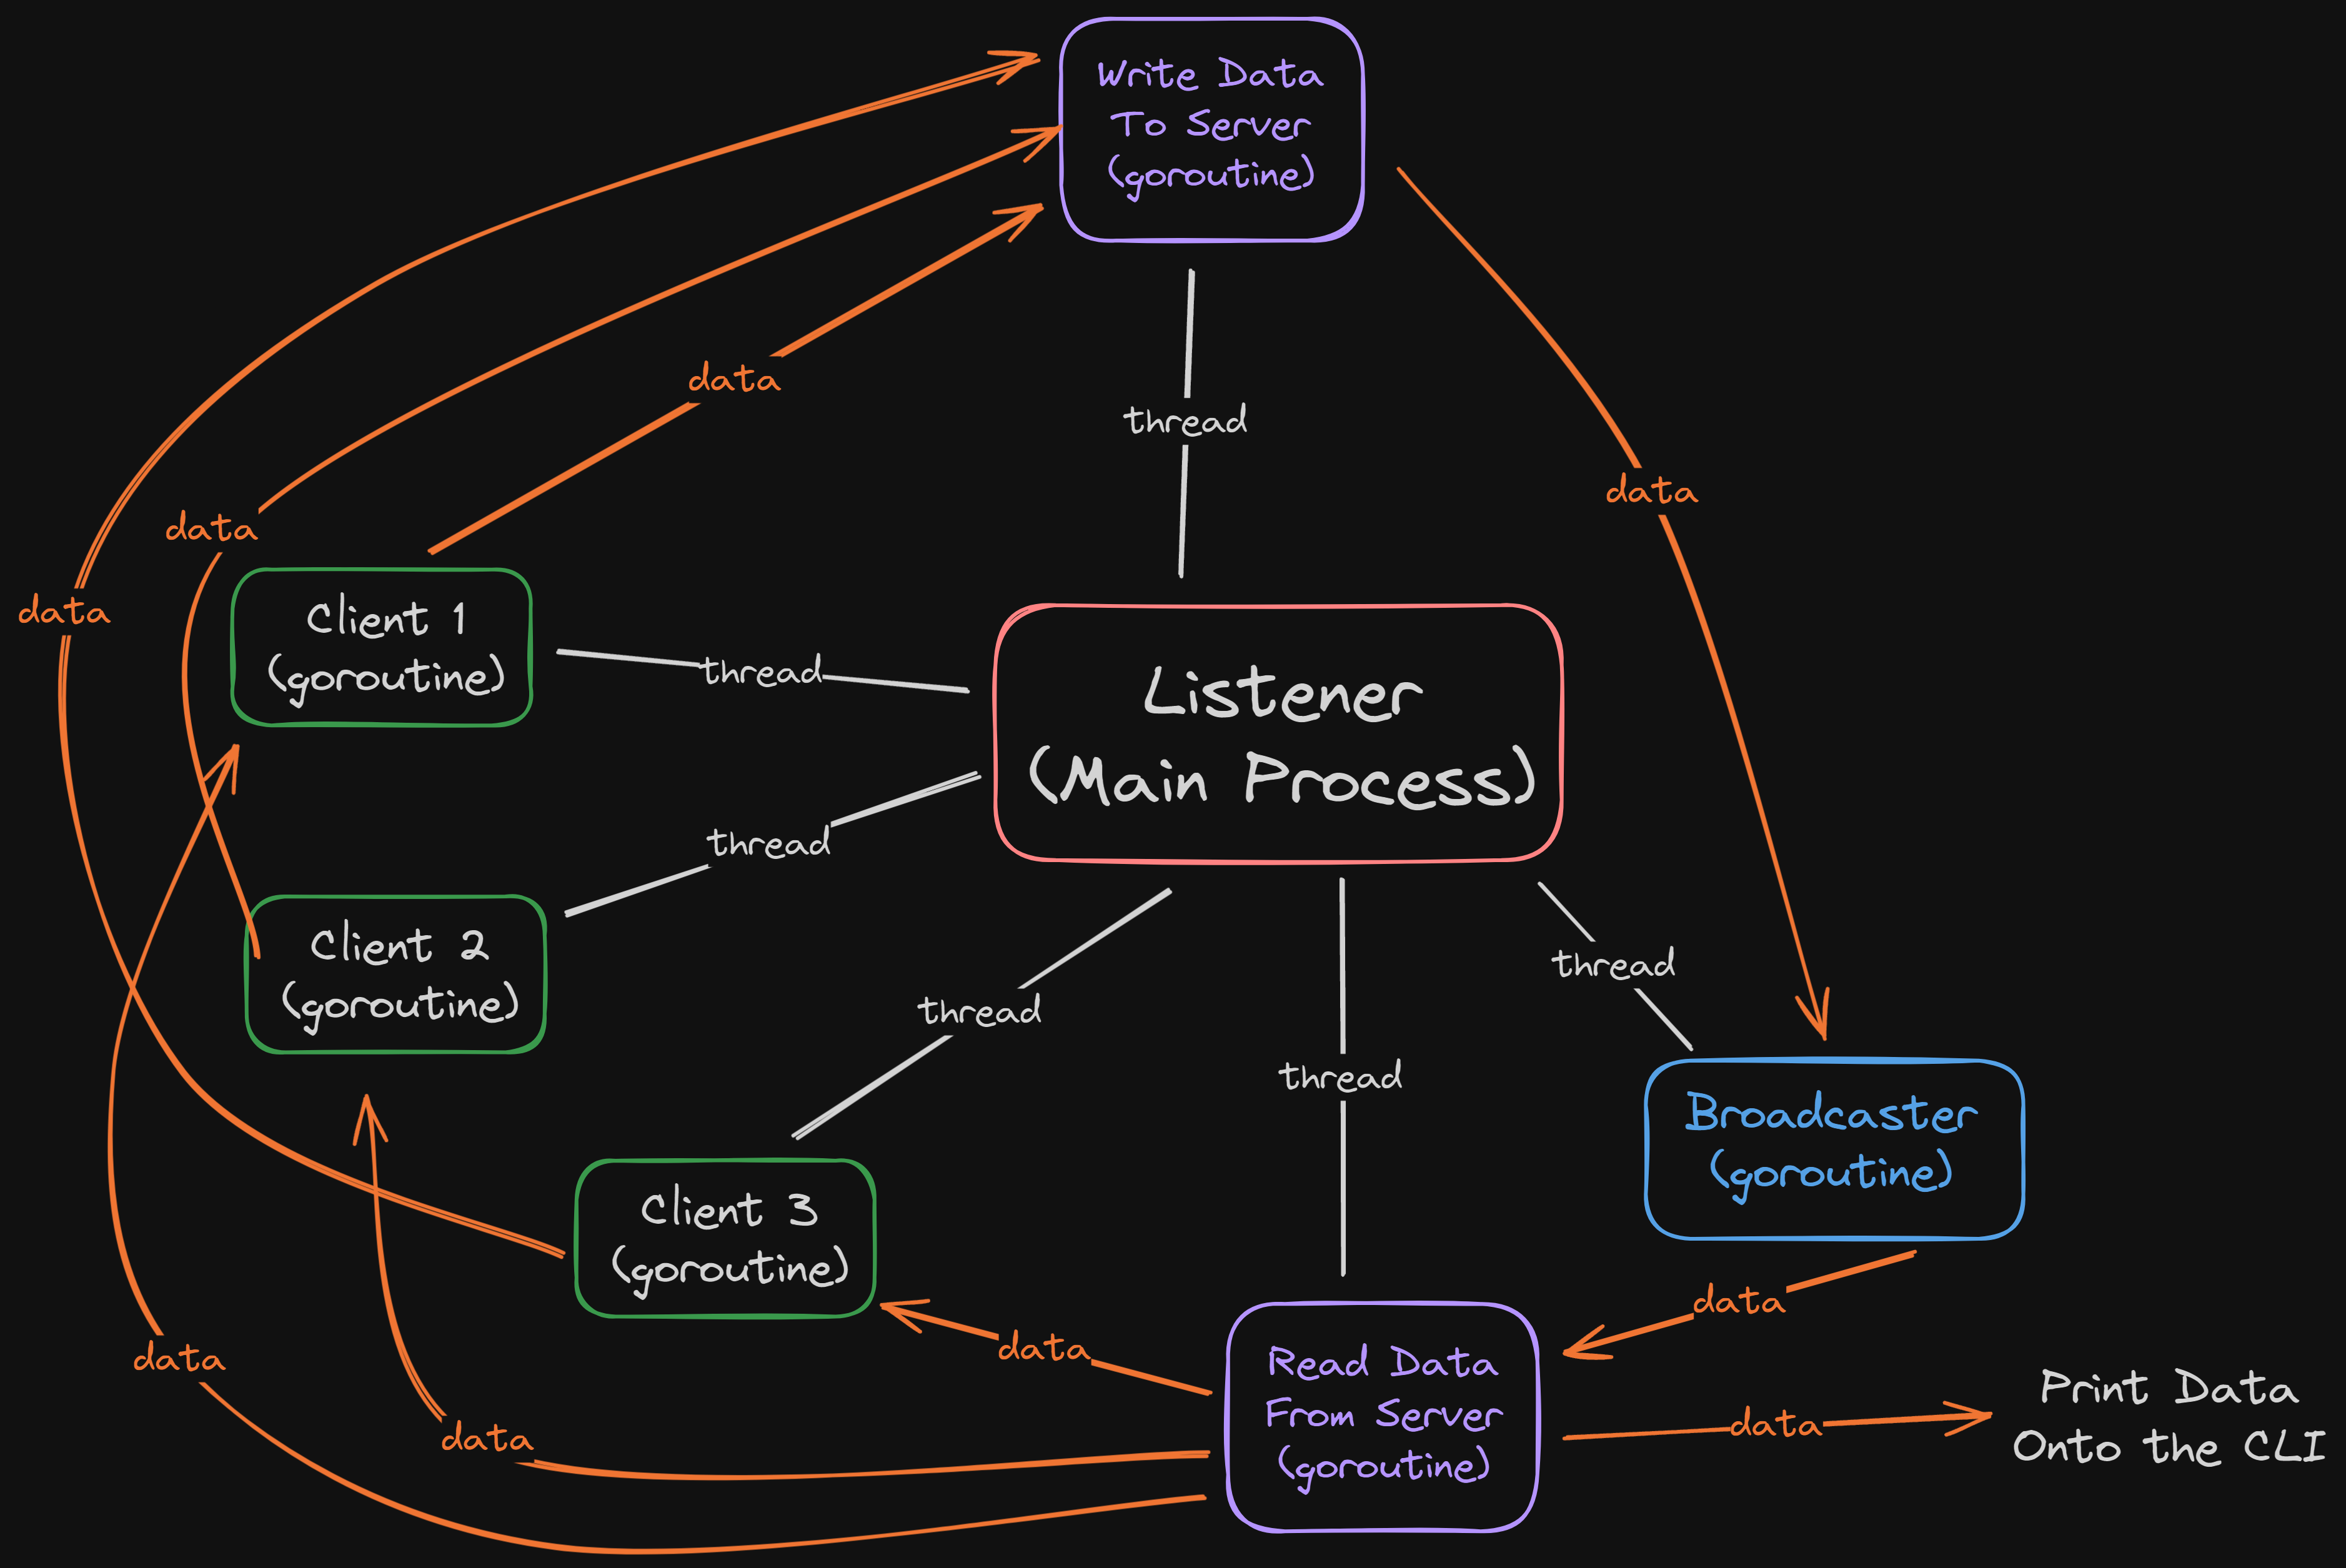 Write Data
To Server
(goroutine)
data
thread
data
data
data
Client 1
(goroutine)
thread
Listener
(Main Process)
thread
Client 2
(goroutine)
thread
thread
thread
Broadcaster
(goroutine)
Client 3
(goroutine)
data
data
data
data
Read Data
From Server
(goroutine)
data
Print Data
Onto the CLI